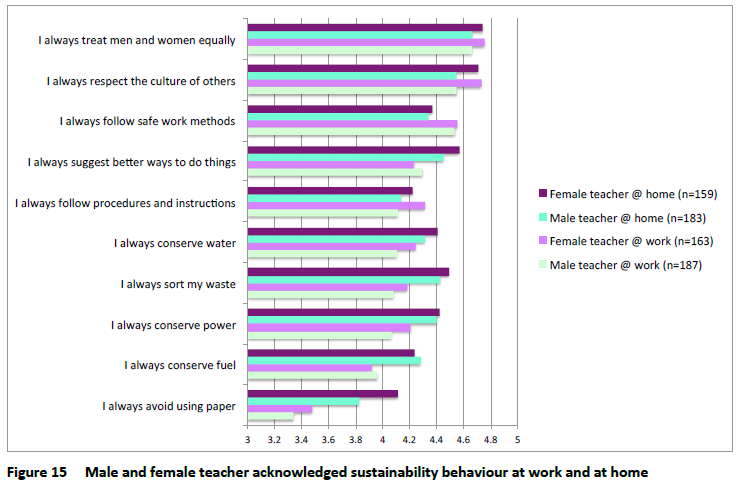 I always treat men and women equally
I always respect the culture of others
I always follow safe work methods
I always suggest better ways to do things
I always follow procedures and instructions
I always conserve water
I always sort my waste
I always conserve power
I always conserve fuel
I always avoid using paper
3 3.2 3.4 3.6 3.8 4 4.2 4.4 4.6 4.8 5
Female teacher @ home (n=159)
Male teacher @ home (n=183)
Female teacher @ work (n=163)
Male teacher @ work (n=187)
Figure 15 Male and female teacher acknowledged sustainability behaviour at work and at home